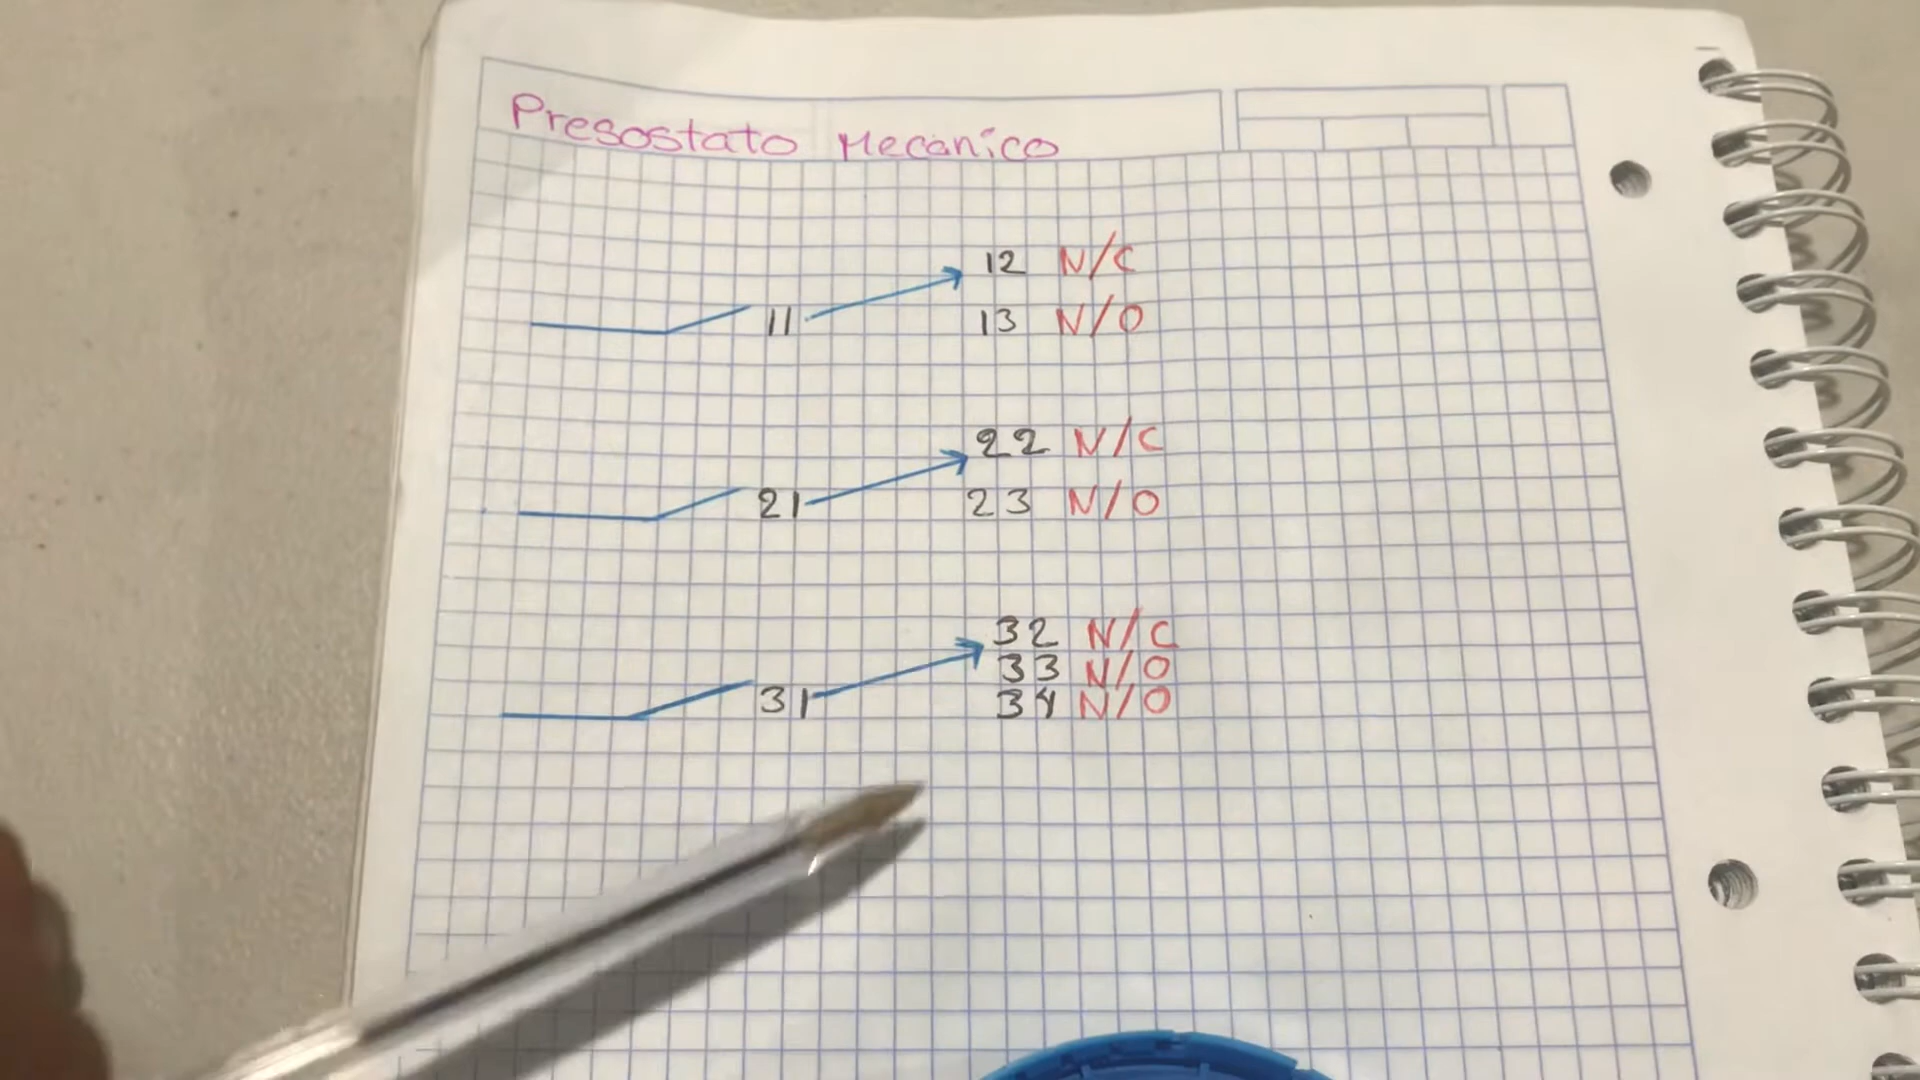 Presostato Mecanico
12 N/C
11
13 N/O
22 N/C
21
23 N/O
32 N/C
33 N/O
31
34 N/O